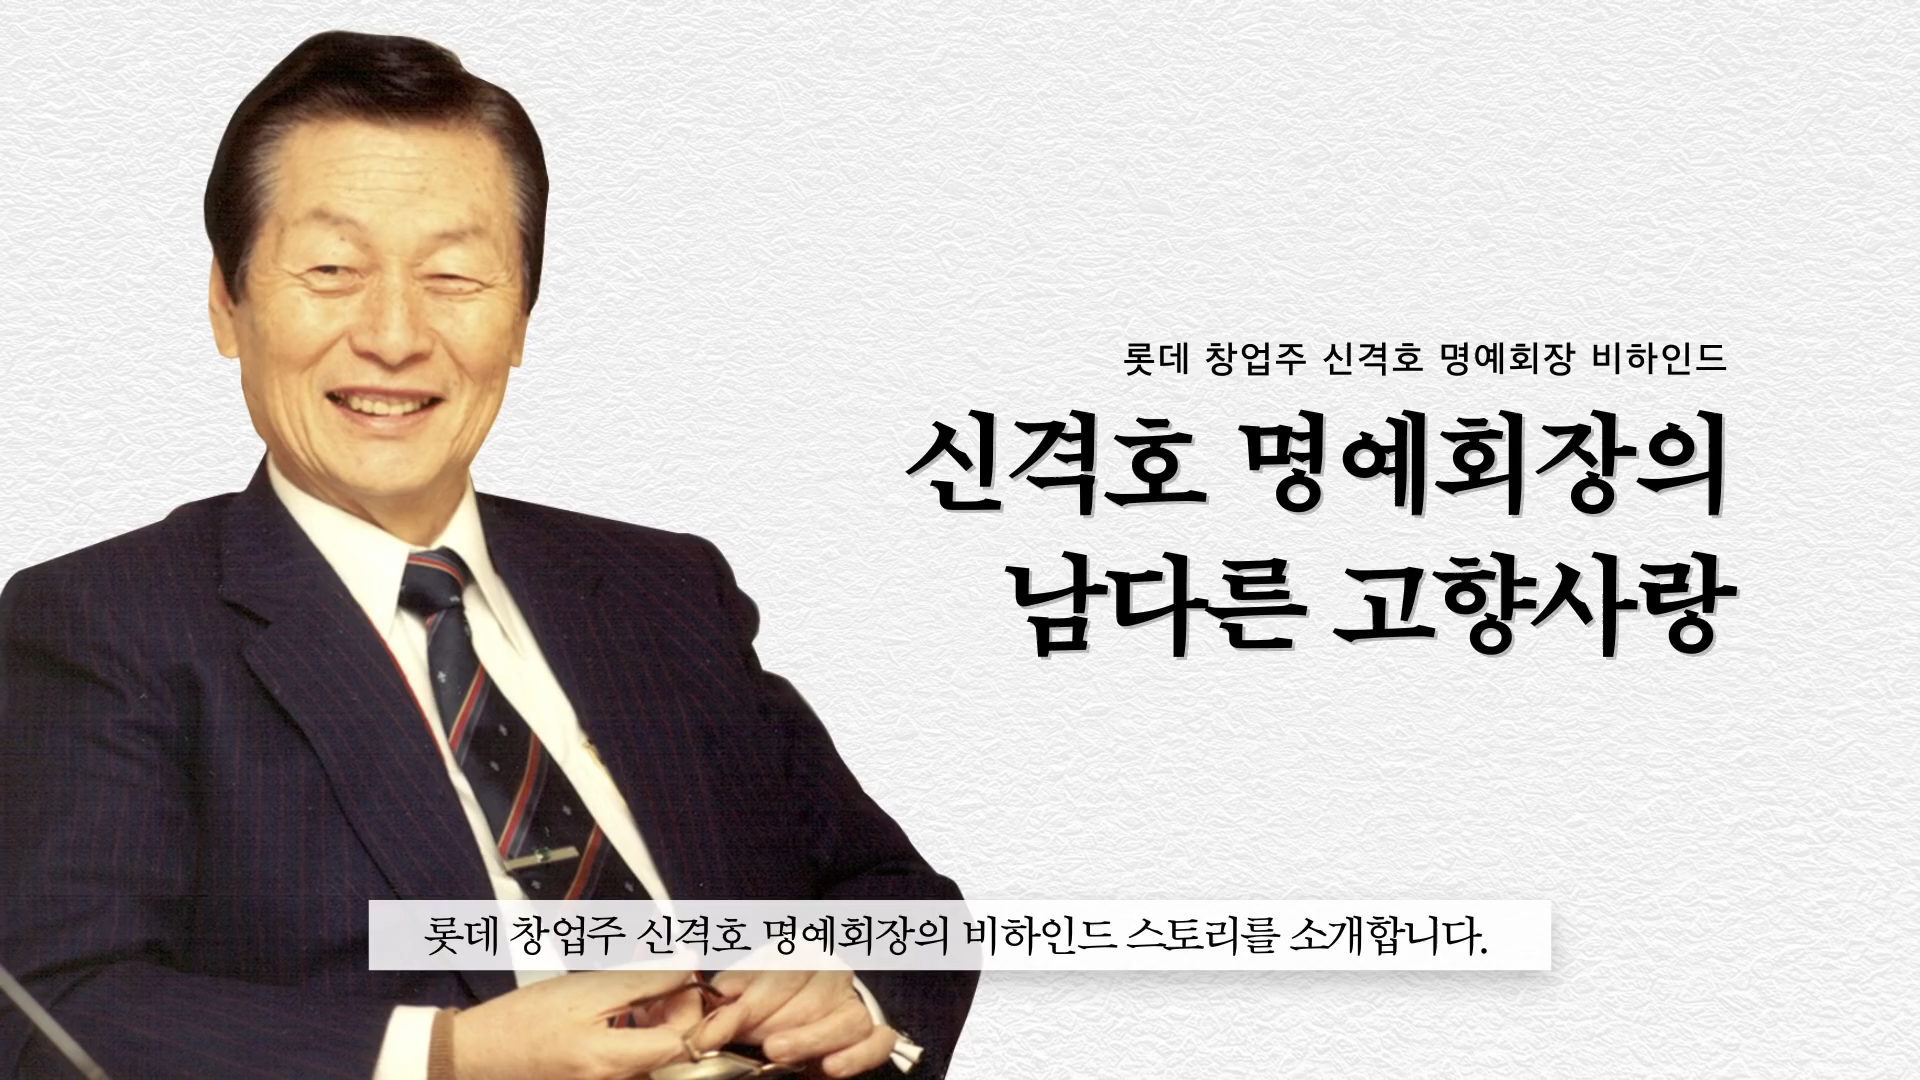 롯데 창업주 신격호 명예회장 비하인드
신격호 명예회장의
남다른 고향사랑
롯데 창업주 신격호 명예회장의 비하인드 스토리를 소개합니다.